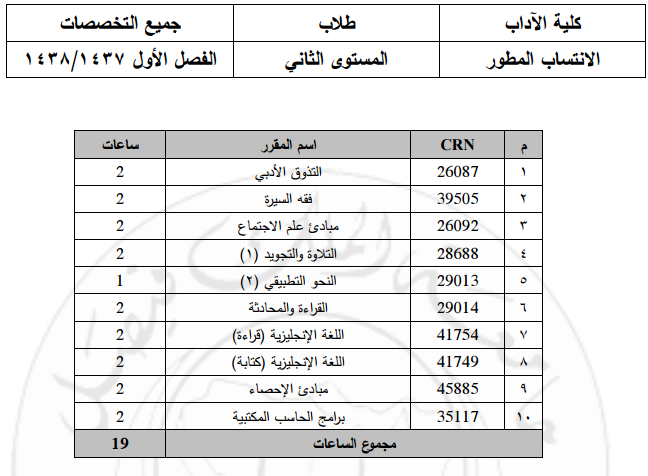 كلية الآداب طلاب جميع التخصصات
الانتساب المطور المستوى الثاني الفصل الأول ١٤٣٨/١٤٣٧
م CRN اسم المقرر ساعات
١ 26087 التذوق الأدبي 2
٢ 39505 فقه السيرة 2
٣ 26092 مبادئ علم الاجتماع 2
٤ 28688 التلاوة والتجويد (١) 2
٥ 29013 النحو التطبيقي (٢) 1
٦ 29014 القراءة والمحادثة 2
٧ 41754 اللغة الإنجليزية (قراءة) 2
٨ 41749 اللغة الإنجليزية (كتابة) 2
٩ 45885 مبادئ الإحصاء 2
١٠ 35117 برامج الحاسب المكتبية 2
مجموع الساعات 19